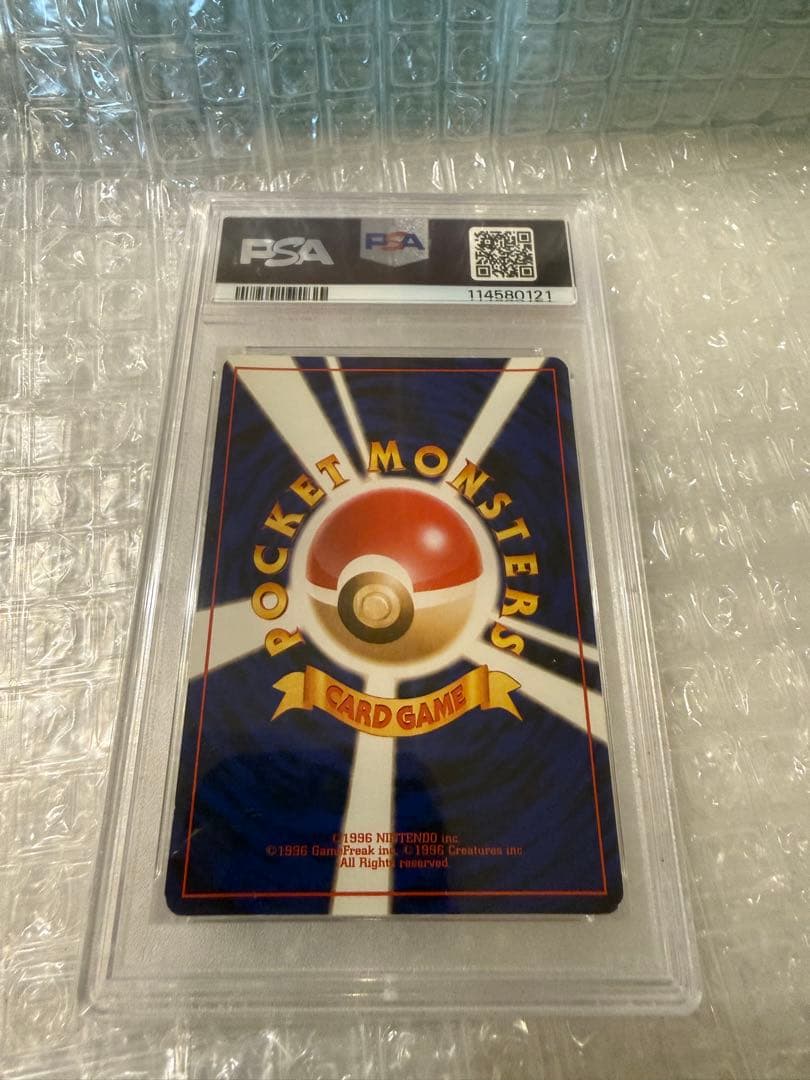 PSA
PSA
114580121
POCKET MONSTERS
CARD GAME
©1996 NINTENDO inc.
©1996 GameFreak inc. ©1996 Creatures inc.
All Rights reserved